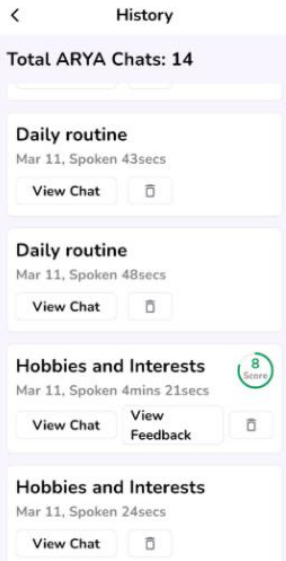 History
Total ARYA Chats: 14
Daily routine
Mar 11, Spoken 43secs
View Chat
Daily routine
Mar 11, Spoken 48secs
View Chat
Hobbies and Interests
8
Score
Mar 11, Spoken 4mins 21secs
View Chat
View
Feedback
Hobbies and Interests
Mar 11, Spoken 24secs
View Chat